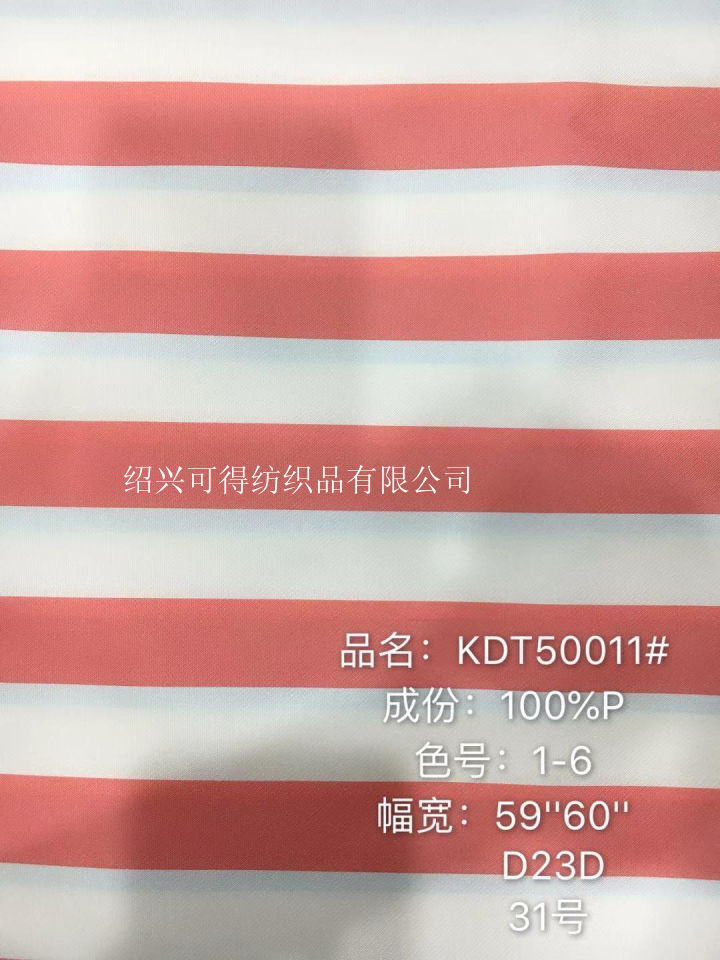 绍兴可得纺织品有限公司
品名：KDT50011#
成份：100%P
色号：1-6
幅宽：59''60''
D23D
31号